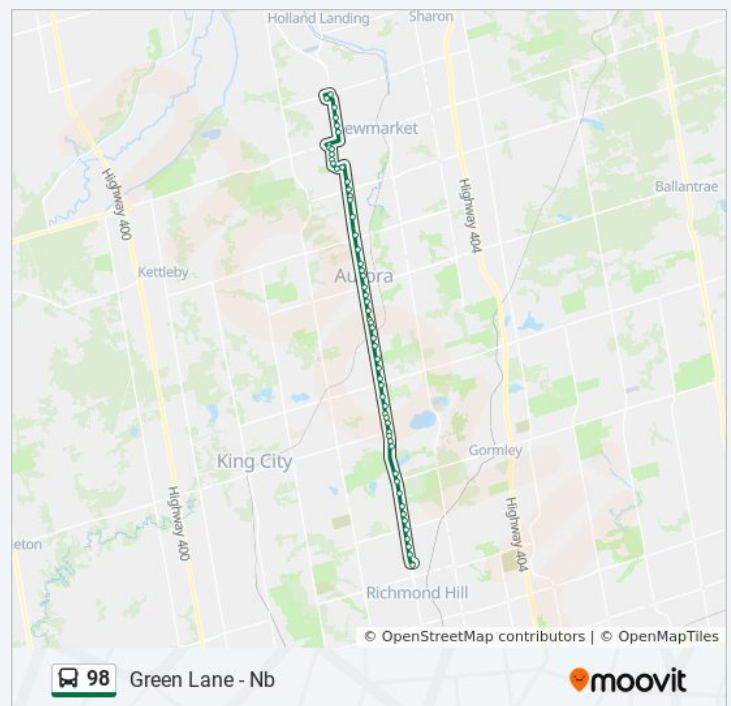 Holland Landing
Sharon
Newmarket
Highway 400
Highway 404
Ballantrae
Kettleby
Aurora
King City
Gormley
Highway 400
Highway 404
eton
Richmond Hill
© OpenStreetMap contributors | © OpenMapTiles
98 Green Lane - Nb
moovit